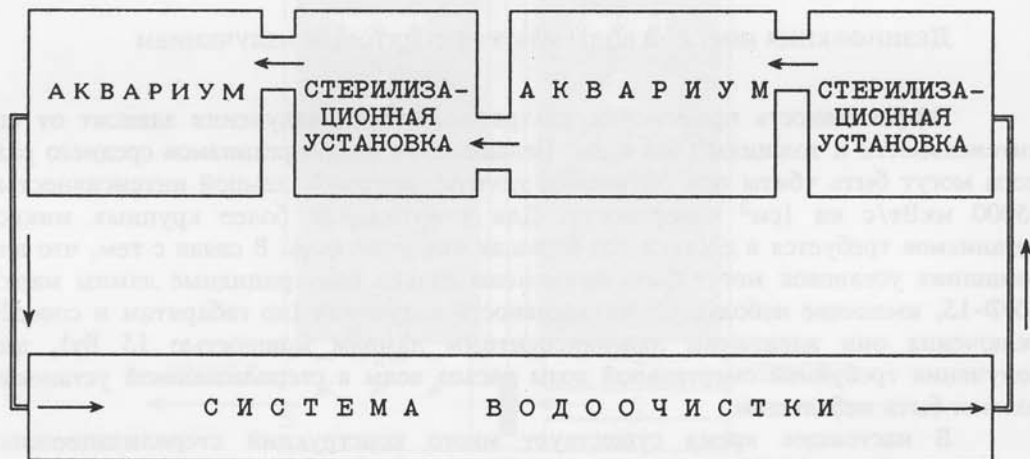 АКВАРИУМ
СТЕРИЛИЗА-
ЦИОННАЯ
УСТАНОВКА
АКВАРИУМ
СТЕРИЛИЗА-
ЦИОННАЯ
УСТАНОВКА
СИСТЕМА ВОДООЧИСТКИ